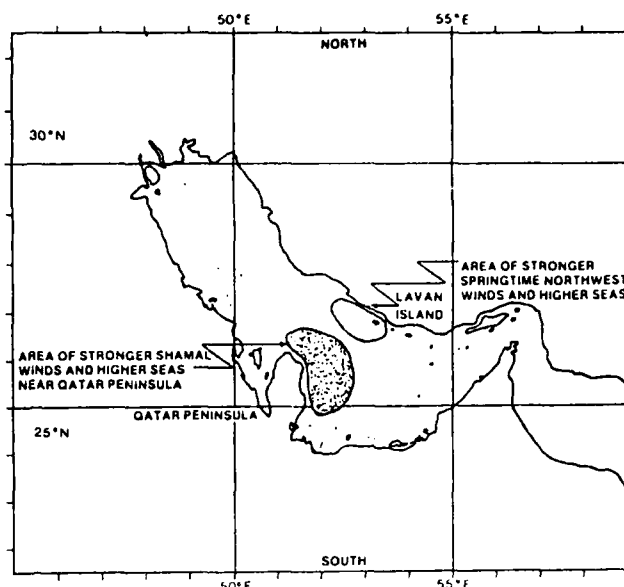 50°E
55°E
NORTH
30°N
AREA OF STRONGER
SPRINGTIME NORTHWEST
WINDS AND HIGHER SEAS
LAVAN
ISLAND
AREA OF STRONGER SHAMAL
WINDS AND HIGHER SEAS
NEAR QATAR PENINSULA
QATAR PENINSULA
25°N
SOUTH
50°E
55°E